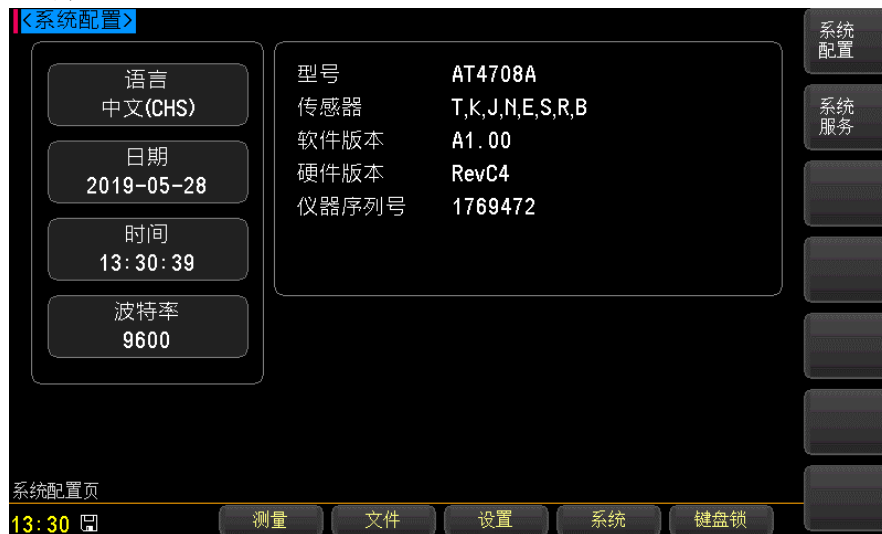 <系统配置>
语言
中文(CHS)
日期
2019-05-28
时间
13:30:39
波特率
9600
型号 AT4708A
传感器 T,K,J,N,E,S,R,B
软件版本 A1.00
硬件版本 RevC4
仪器序列号 1769472
系统
配置
系统
服务
系统配置页
13:30 测量 文件 设置 系统 键盘锁